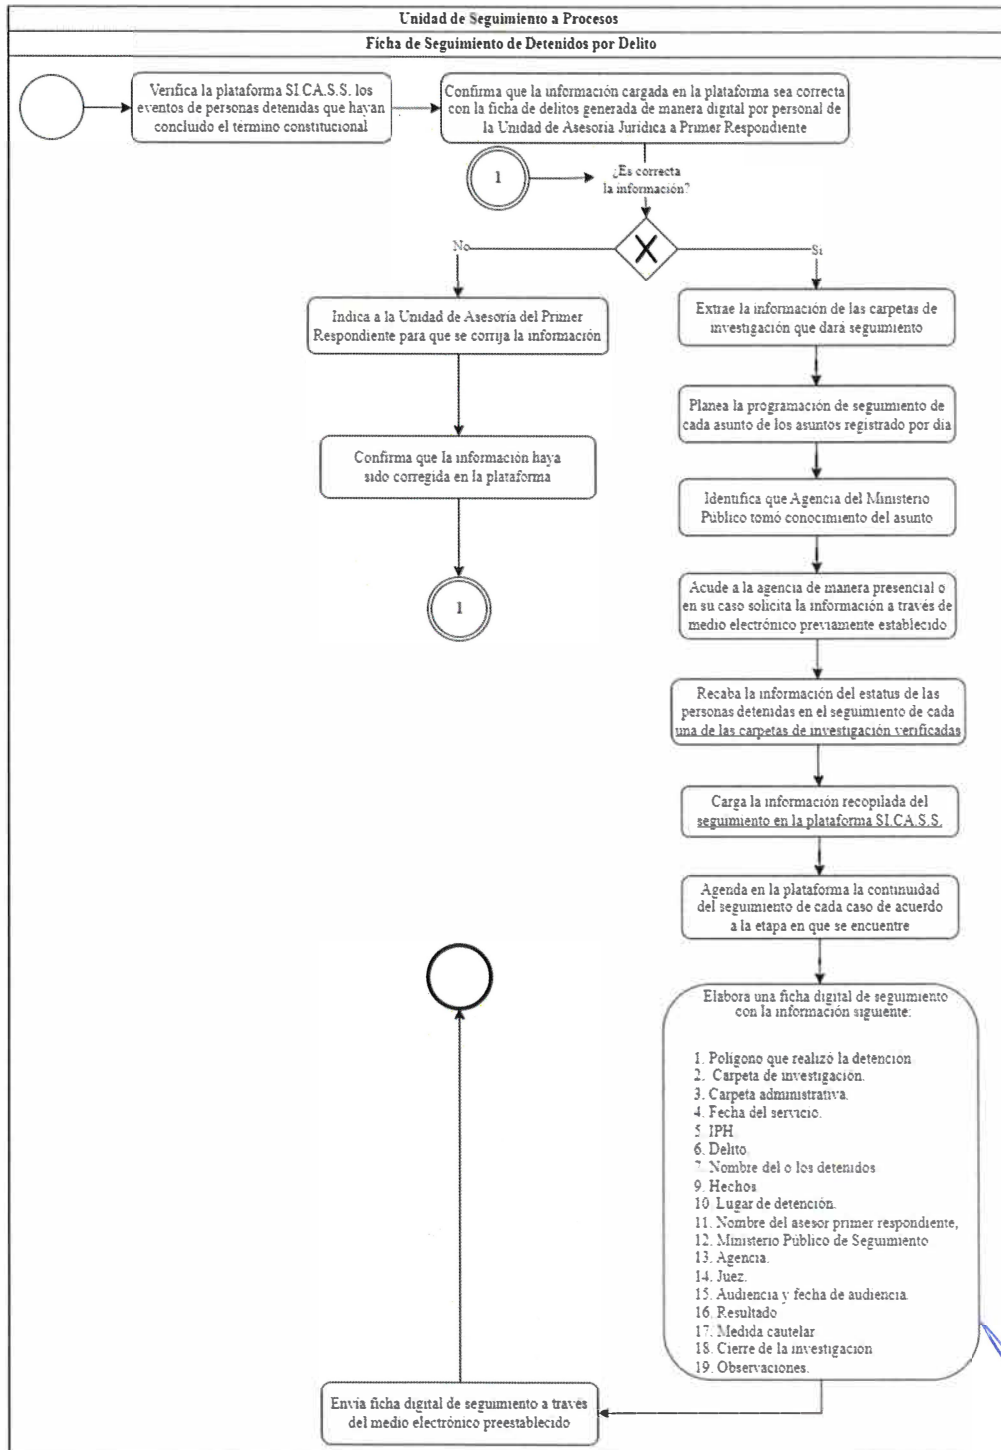 Unidad de Seguimiento a Procesos
Ficha de Seguimiento de Detenidos por Delito
Verifica la plataforma SI.CA.S.S. los
eventos de personas detenidas que hayan
concluido el término constitucional
Confirma que la información cargada en la plataforma sea correcta
con la ficha de delitos generada de manera digital por personal de
la Unidad de Asesoría Jurídica a Primer Respondiente
1
¿Es correcta
la información?
X
No
Si
Indica a la Unidad de Asesoría del Primer
Respondiente para que se corrija la información
Confirma que la información haya
sido corregida en la plataforma
1
Extrae la información de las carpetas de
investigación que dará seguimiento
Planea la programación de seguimiento de
cada asunto de los asuntos registrado por día
Identifica que Agencia del Ministerio
Público tomó conocimiento del asunto
Acude a la agencia de manera presencial o
en su caso solicita la información a través de
medio electrónico previamente establecido
Recaba la información del estatus de las
personas detenidas en el seguimiento de cada
una de las carpetas de investigación verificadas
Carga la información recopilada del
seguimiento en la plataforma SI.CA.S.S.
Agenda en la plataforma la continuidad
del seguimiento de cada caso de acuerdo
a la etapa en que se encuentre
Elabora una ficha digital de seguimiento
con la información siguiente:
1. Polígono que realizó la detención
2. Carpeta de investigación.
3. Carpeta administrativa.
4. Fecha del servicio.
5 IPH.
6. Delito.
7. Nombre del o los detenidos
9. Hechos
10. Lugar de detención.
11. Nombre del asesor primer respondiente,
12. Ministerio Público de Seguimiento
13. Agencia.
14. Juez.
15. Audiencia y fecha de audiencia.
16. Resultado
17. Medida cautelar
18. Cierre de la investigación
19. Observaciones.
Envía ficha digital de seguimiento a través
del medio electrónico preestablecido